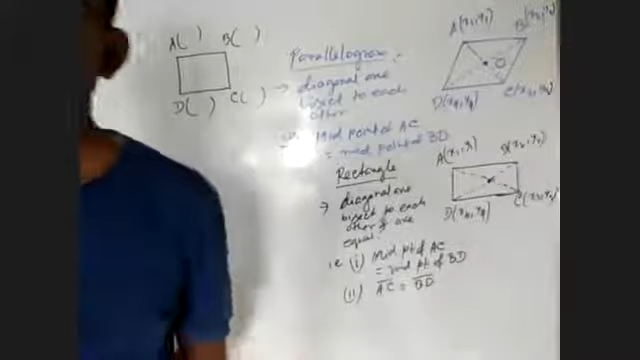 A( ) B( )
D( ) C( )
Parallelogram
→ diagonal are
bisect to each
other
i.e. Mid point of AC
= mid point of BD
A(x₁,y₁) B(x₂,y₂)
O
D(x₄,y₄) C(x₃,y₃)
Rectangle
→ diagonal are
bisect to each
other & are
equal.
i.e (i) Mid pt of AC
= mid pt of BD
(ii) AC = BD
A(x₁,y₁) B(x₂,y₂)
D(x₄,y₄) C(x₃,y₃)